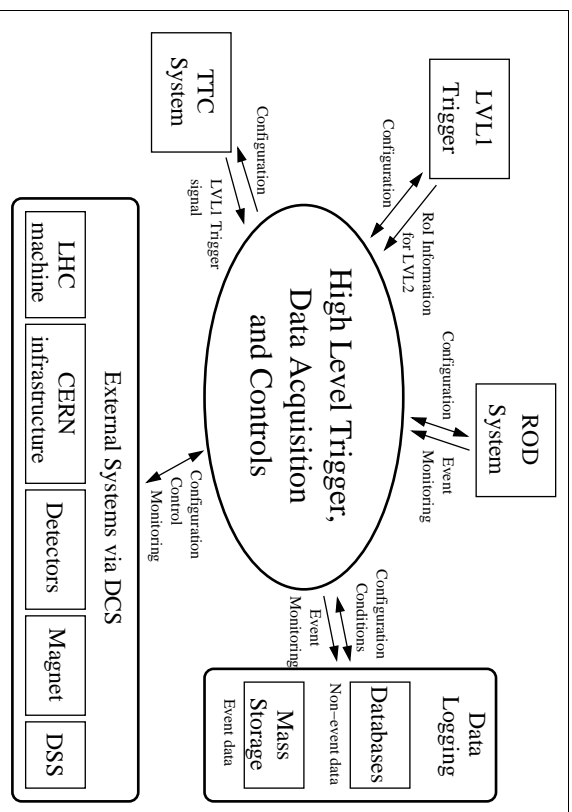 LVL1
Trigger
ROD
System
TTC
System
Configuration
RoI Information
for LVL2
Configuration
Event
Monitoring
Configuration
LVL1 Trigger
signal
High Level Trigger,
Data Acquisition
and Controls
Configuration
Conditions
Event
Monitoring
Data
Logging
Databases
Non-event data
Mass
Storage
Event data
Configuration
Control
Monitoring
External Systems via DCS
LHC
machine
CERN
infrastructure
Detectors
Magnet
DSS